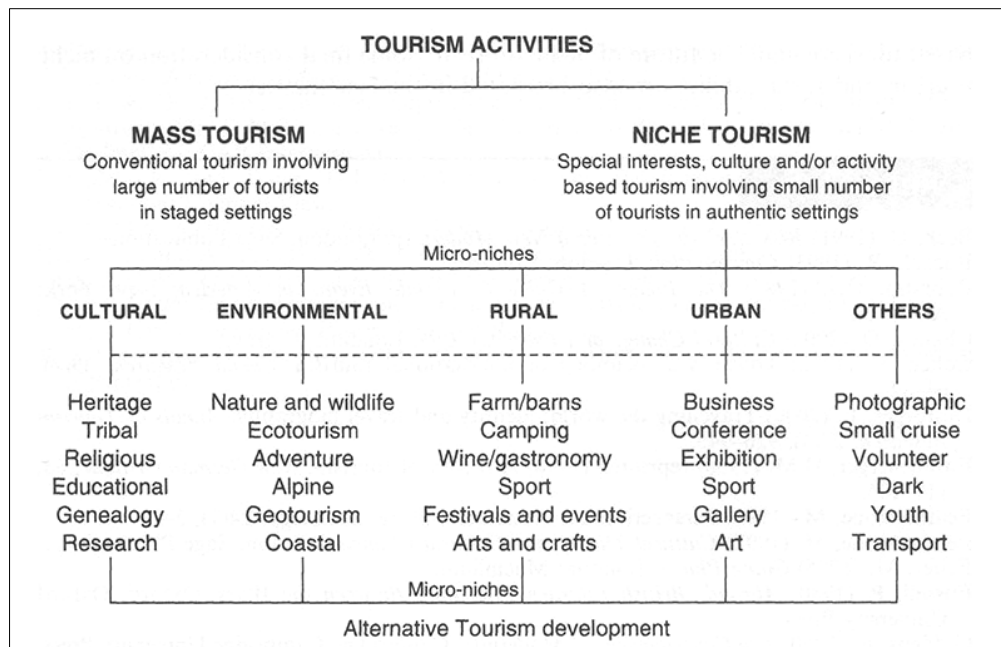 TOURISM ACTIVITIES
MASS TOURISM
Conventional tourism involving
large number of tourists
in staged settings
NICHE TOURISM
Special interests, culture and/or activity
based tourism involving small number
of tourists in authentic settings
Micro-niches
CULTURAL
ENVIRONMENTAL
RURAL
URBAN
OTHERS
Heritage
Tribal
Religious
Educational
Genealogy
Research
Nature and wildlife
Ecotourism
Adventure
Alpine
Geotourism
Coastal
Farm/barns
Camping
Wine/gastronomy
Sport
Festivals and events
Arts and crafts
Business
Conference
Exhibition
Sport
Gallery
Art
Photographic
Small cruise
Volunteer
Dark
Youth
Transport
Micro-niches
Alternative Tourism development